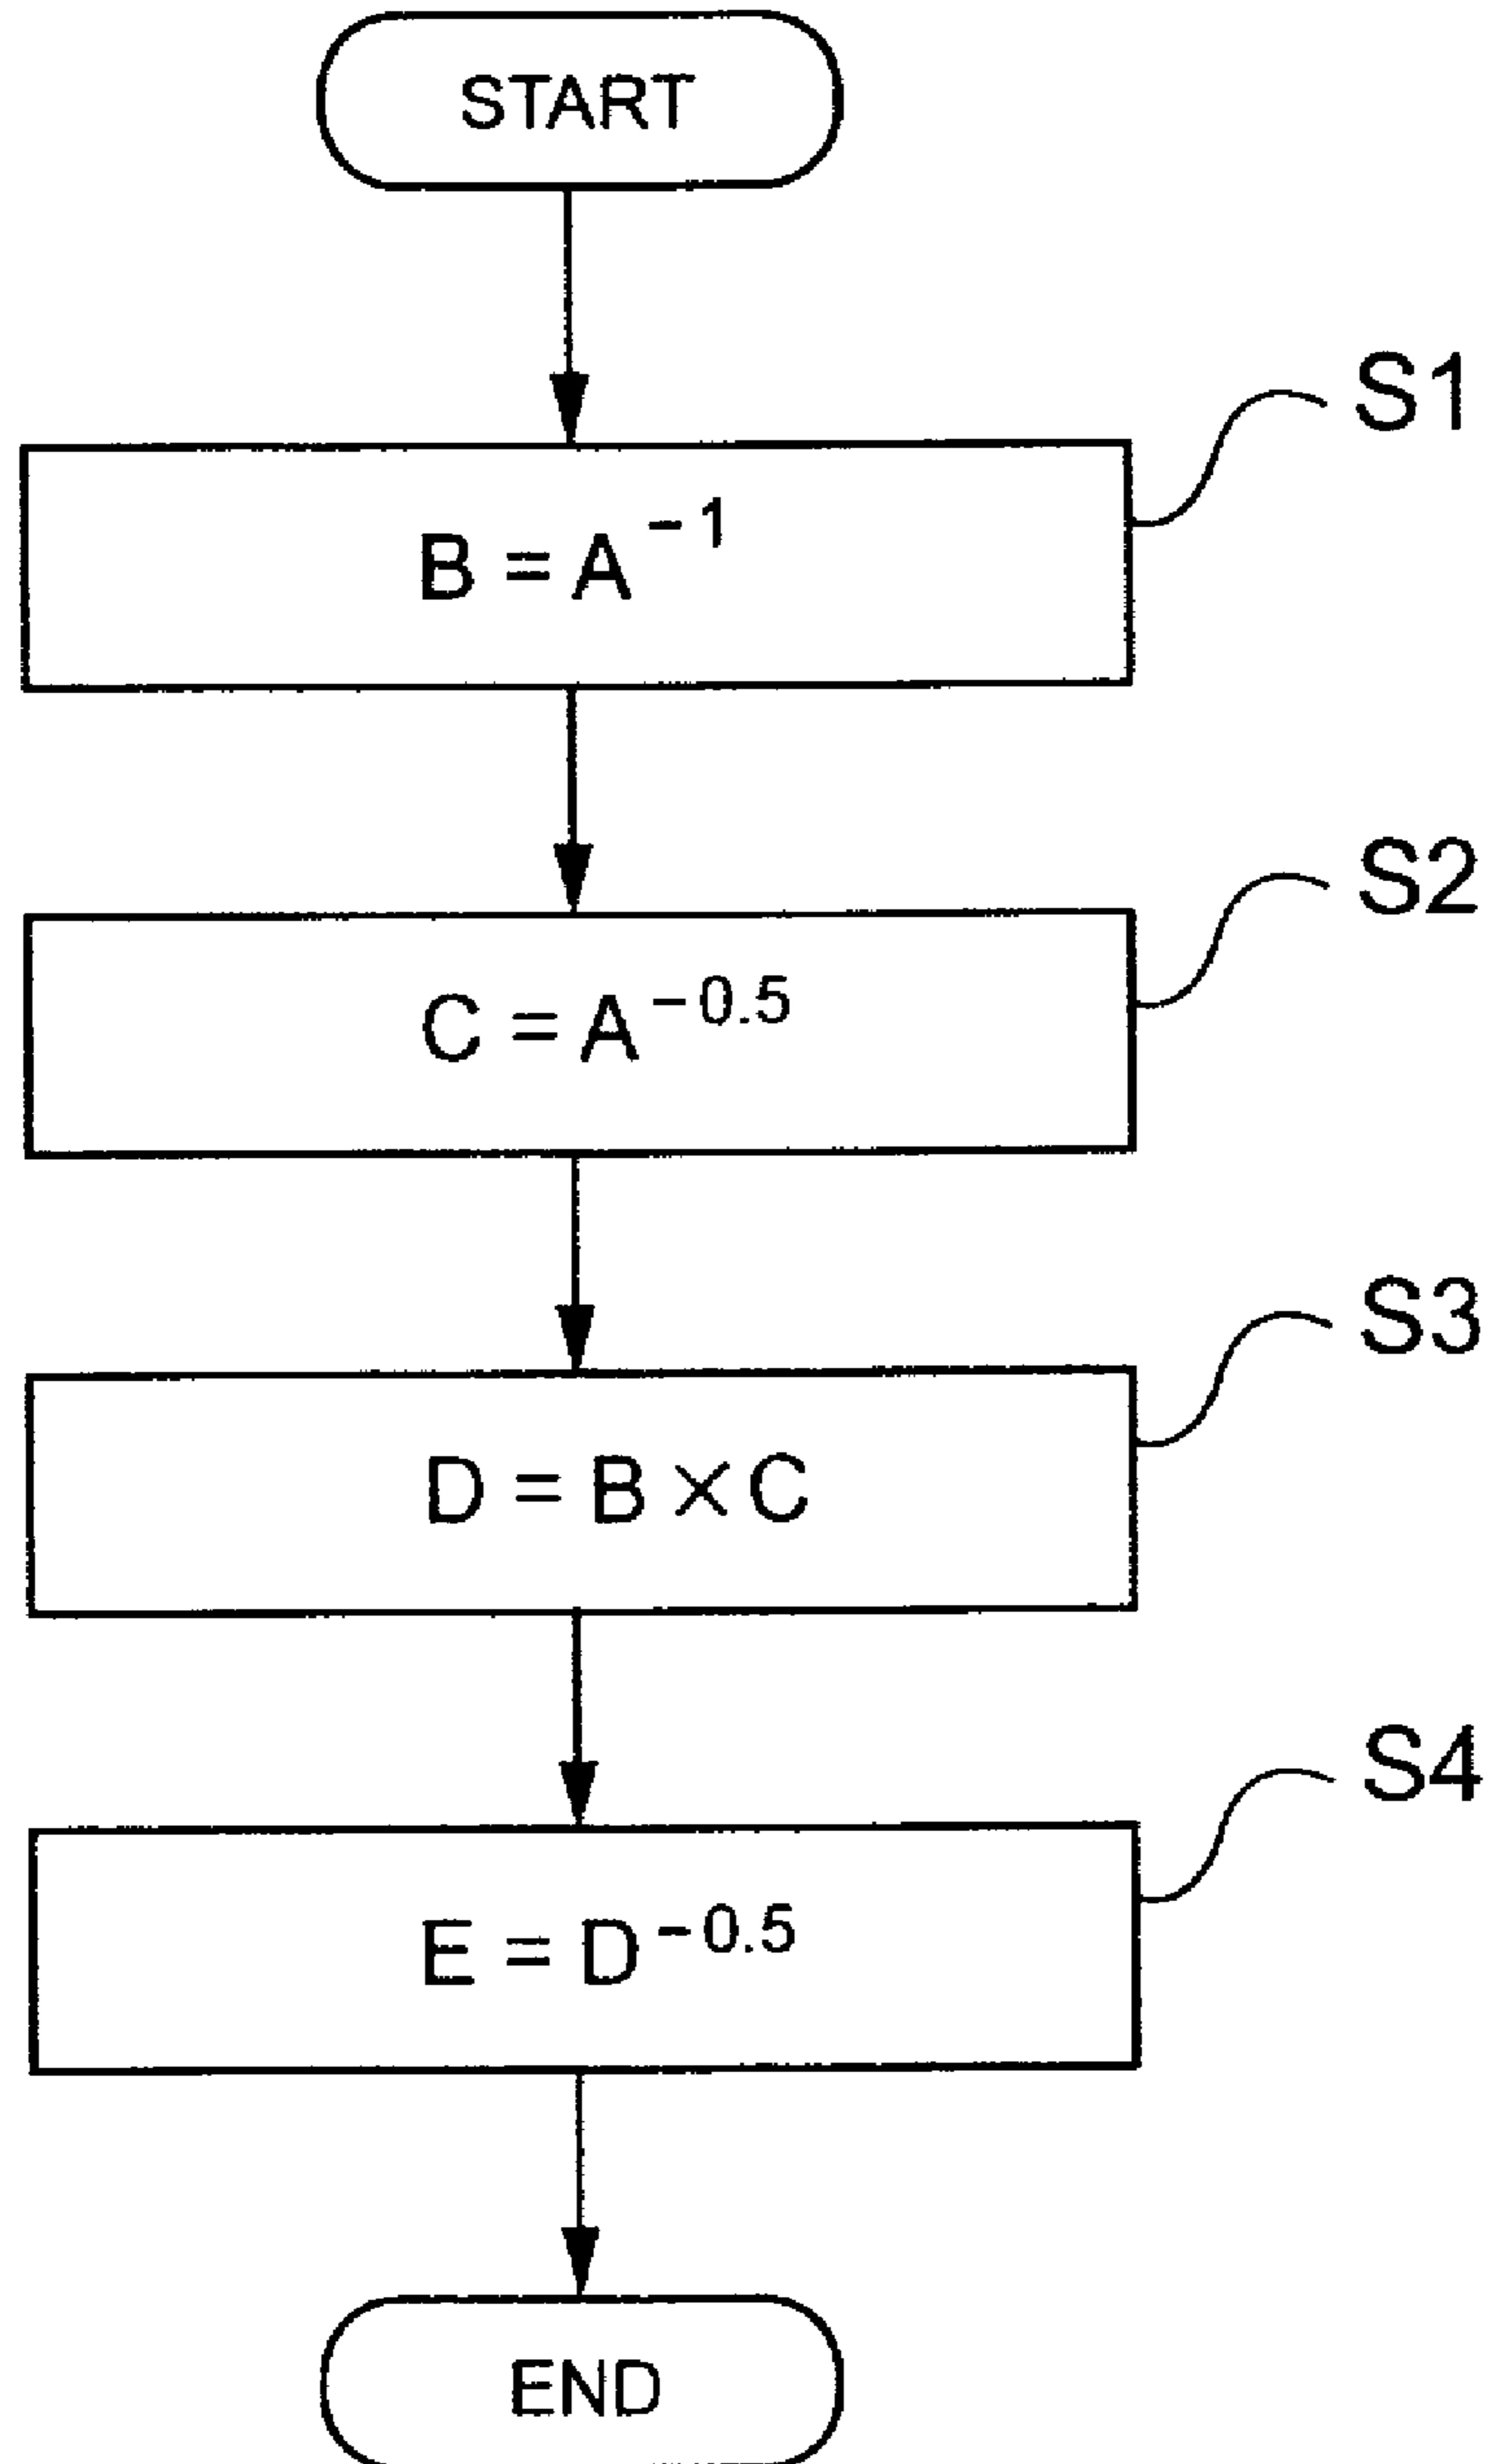 START
S1
B = A⁻¹
S2
C = A⁻⁰·⁵
S3
D = B × C
S4
E = D⁻⁰·⁵
END